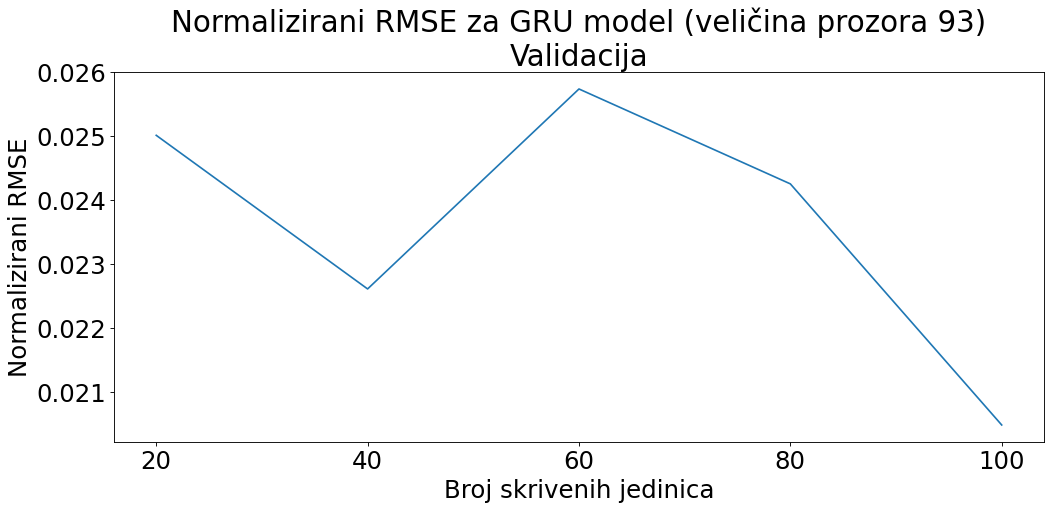 Normalizirani RMSE za GRU model (veličina prozora 93)
Validacija
0.026
0.025
0.024
0.023
0.022
0.021
Normalizirani RMSE
20 40 60 80 100
Broj skrivenih jedinica